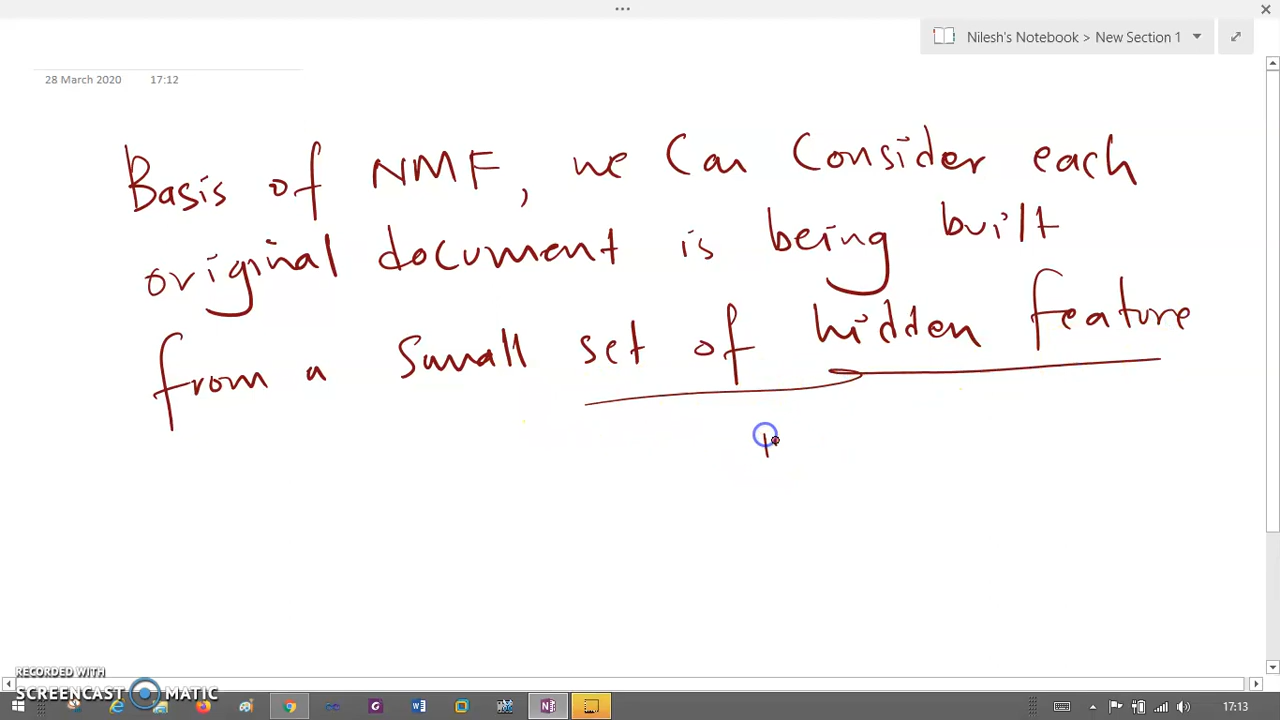 Nilesh's Notebook > New Section 1
28 March 2020 17:12
Basis of NMF, we Can Consider each
original document is being built
from a small set of hidden feature
RECORDED WITH
SCREENCAST MATIC
17:13